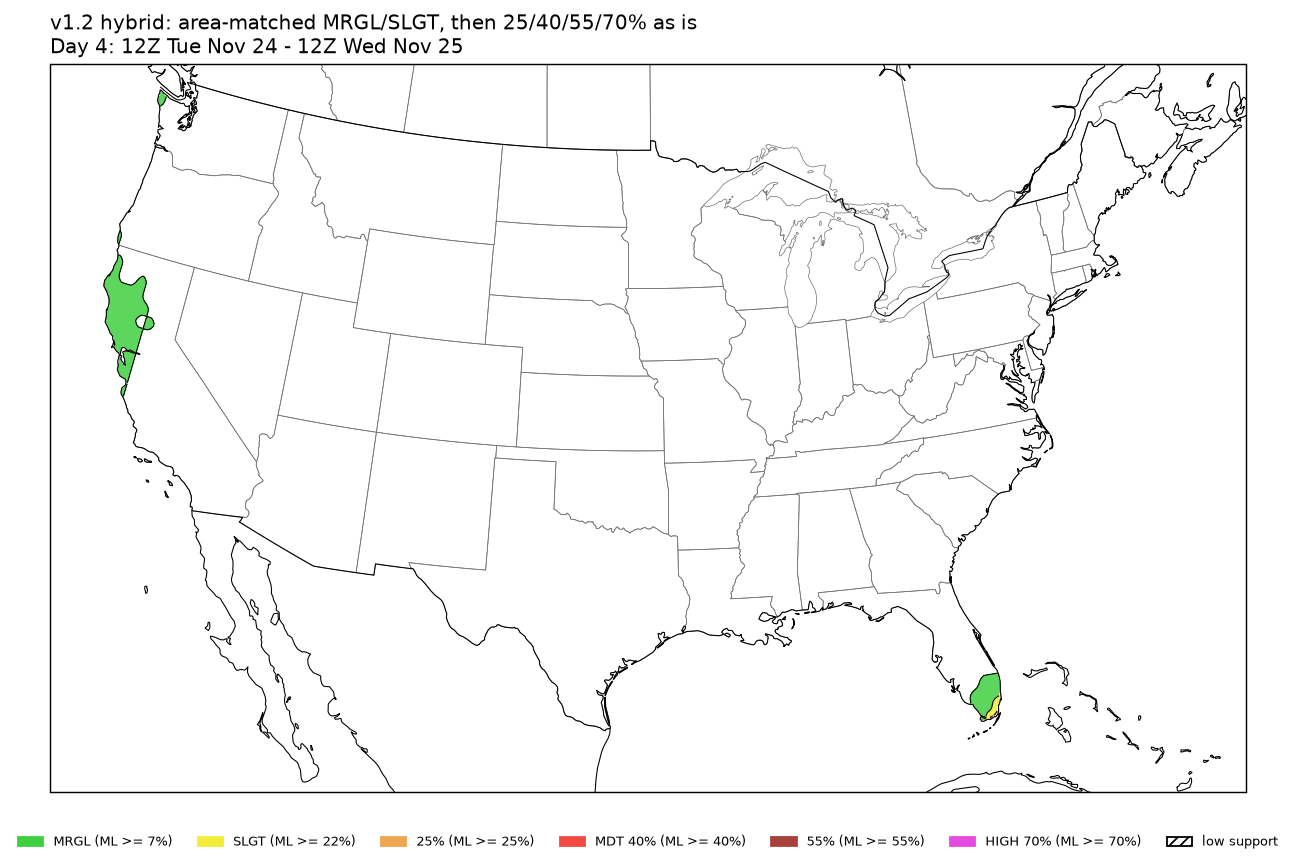 v1.2 hybrid: area-matched MRGL/SLGT, then 25/40/55/70% as is
Day 4: 12Z Tue Nov 24 - 12Z Wed Nov 25
MRGL (ML >= 7%) SLGT (ML >= 22%) 25% (ML >= 25%) MDT 40% (ML >= 40%) 55% (ML >= 55%) HIGH 70% (ML >= 70%) low support